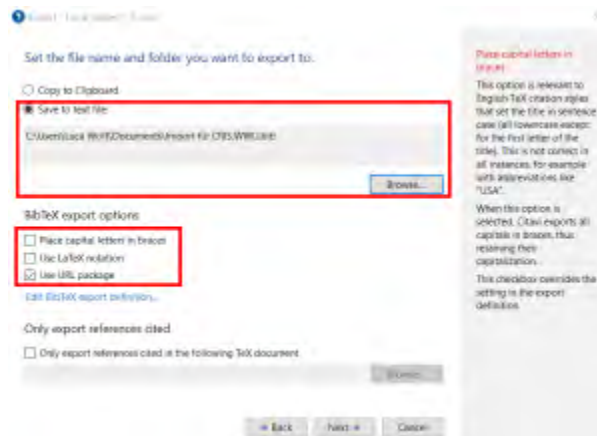 Set the file name and folder you want to export to.
Copy to Clipboard
Save to text file
Browse...
BibTeX export options
Place capital letters in braces
Use LaTeX notation
Use URL package
Edit BibTeX export definition...
Only export references cited
Only export references cited in the following TeX document
Browse...
Back
Next
Cancel
Place capital letters in
braces
This option is relevant to
English TeX citation styles
that set the title in sentence
case (all lowercase except
for the first letter of the
title). This is not correct in
all instances, for example
with abbreviations like
"USA".
When this option is
selected, Citavi exports all
capitals in braces, thus
retaining their
capitalization.
This checkbox overrides the
setting in the export
definition.